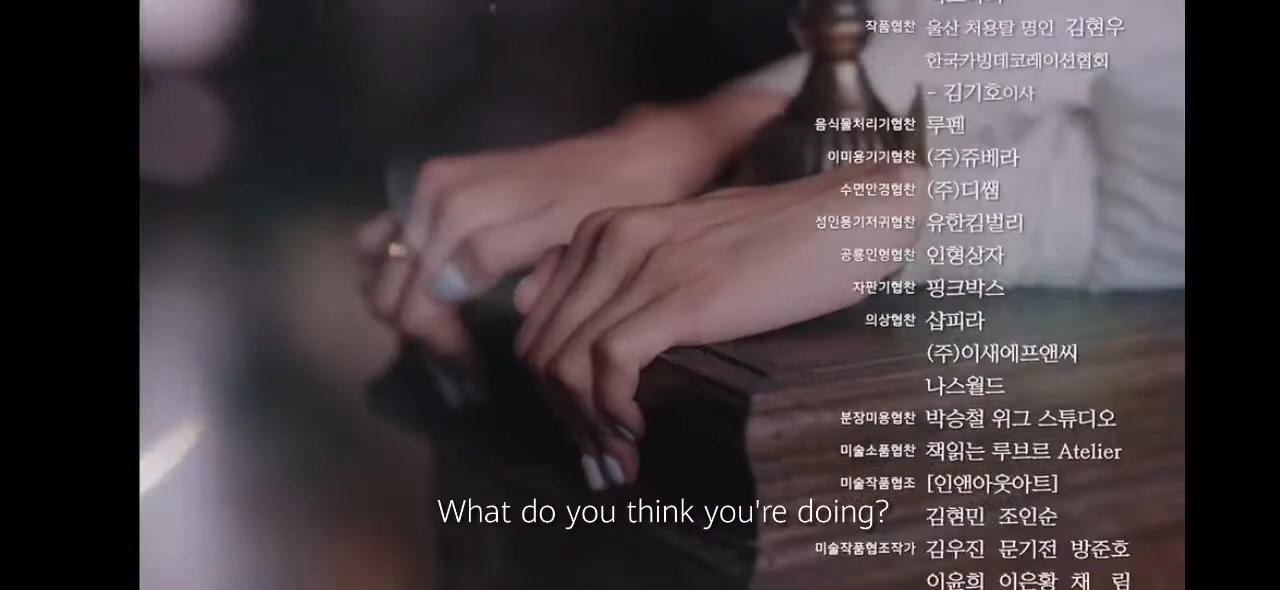 작품협찬 울산 처용탈 명인 김현우
한국카빙데코레이션협회
- 김기호이사
음식물처리기협찬 루펜
이미용기기협찬 (주)쥬베라
수면안경협찬 (주)디쌤
성인용기저귀협찬 유한킴벌리
공룡인형협찬 인형상자
자판기협찬 핑크박스
의상협찬 샵피라
(주)이새에프앤씨
나스월드
분장미용협찬 박승철 위그 스튜디오
미술소품협찬 책읽는 루브르 Atelier
미술작품협조 [인앤아웃아트]
What do you think you're doing?
김현민 조인순
미술작품협조작가 김우진 문기전 방준호
이윤희 이은황 채 림